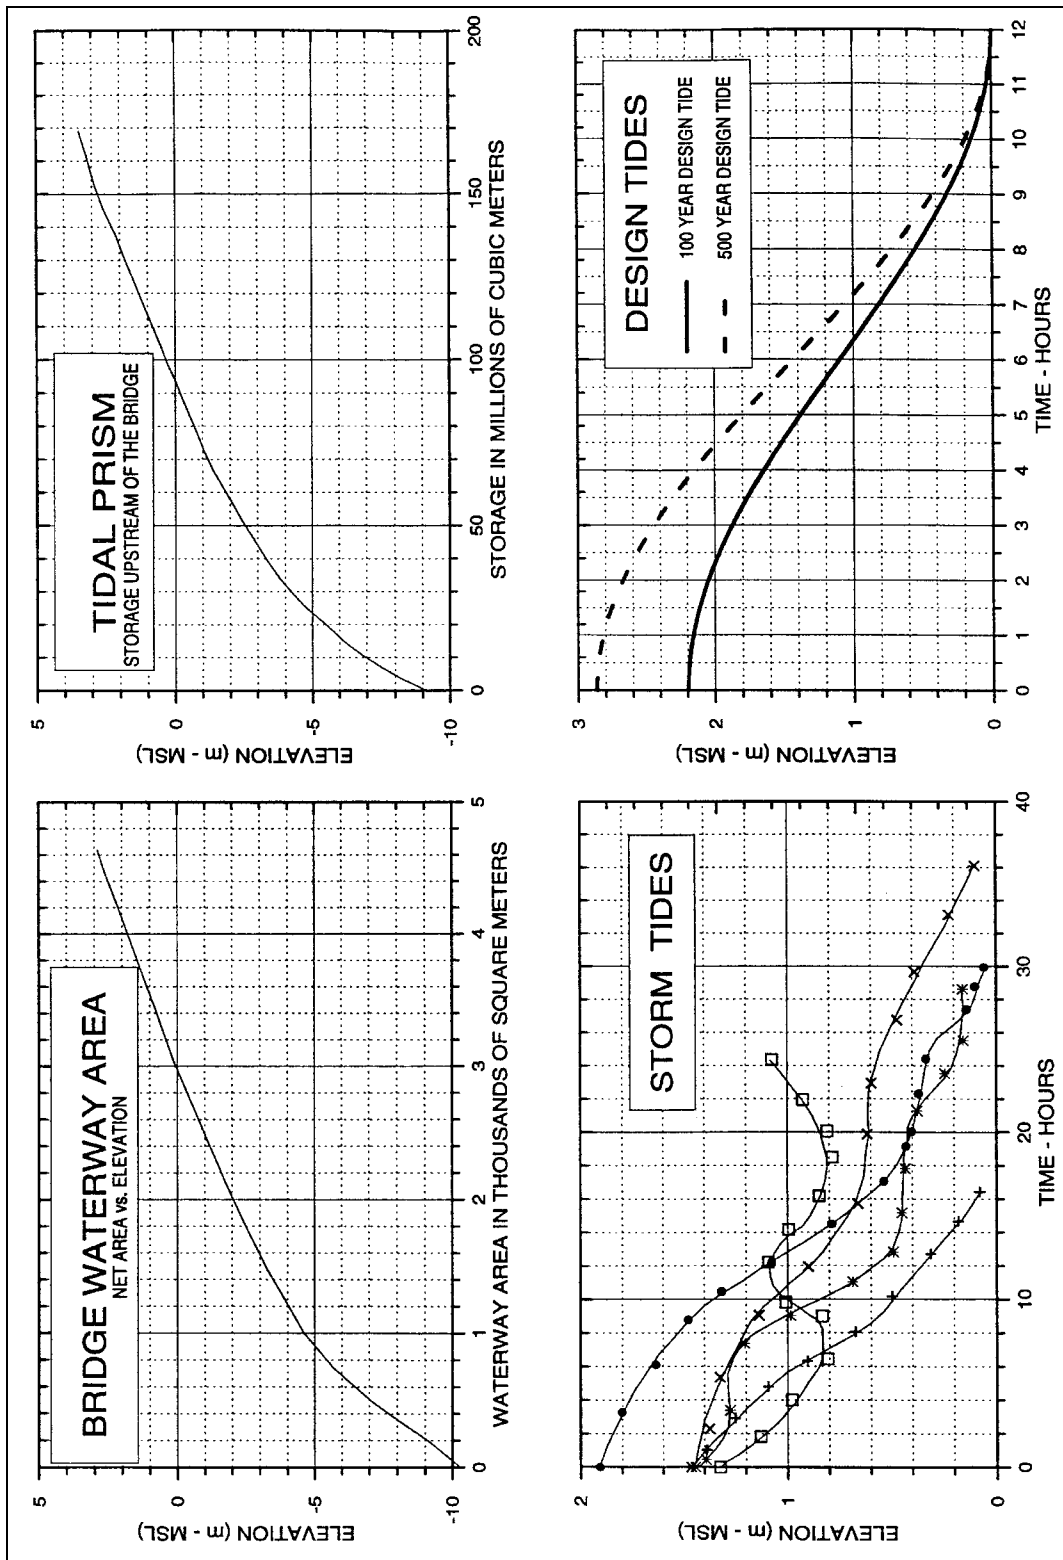 BRIDGE WATERWAY AREA
NET AREA vs. ELEVATION
ELEVATION (m - MSL)
5
0
-5
-10
0 1 2 3 4 5
WATERWAY AREA IN THOUSANDS OF SQUARE METERS
TIDAL PRISM
STORAGE UPSTREAM OF THE BRIDGE
ELEVATION (m - MSL)
5
0
-5
-10
0 50 100 150 200
STORAGE IN MILLIONS OF CUBIC METERS
STORM TIDES
ELEVATION (m - MSL)
2
1
0
0 10 20 30 40
TIME - HOURS
DESIGN TIDES
100 YEAR DESIGN TIDE
500 YEAR DESIGN TIDE
ELEVATION (m - MSL)
3
2
1
0
0 1 2 3 4 5 6 7 8 9 10 11 12
TIME - HOURS